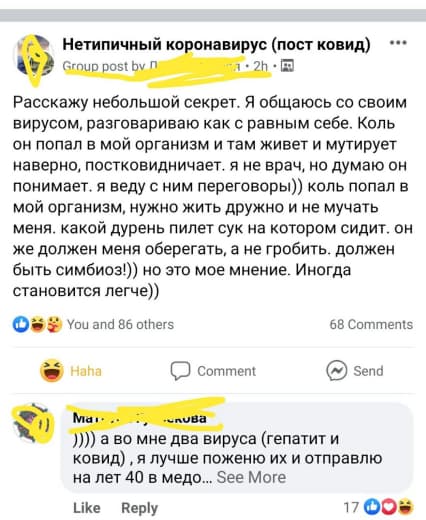 Нетипичный коронавирус (пост ковид)
Group post by · 2h ·
Расскажу небольшой секрет. Я общаюсь со своим
вирусом, разговариваю как с равным себе. Коль
он попал в мой организм и там живет и мутирует
наверно, постковидничает. я не врач, но думаю он
понимает. я веду с ним переговоры)) коль попал в
мой организм, нужно жить дружно и не мучать
меня. какой дурень пилет сук на котором сидит. он
же должен меня оберегать, а не гробить. должен
быть симбиоз!)) но это мое мнение. Иногда
становится легче))
You and 86 others 68 Comments
Haha Comment Send
)))) а во мне два вируса (гепатит и
ковид) , я лучше поженю их и отправлю
на лет 40 в медо... See More
Like Reply 17